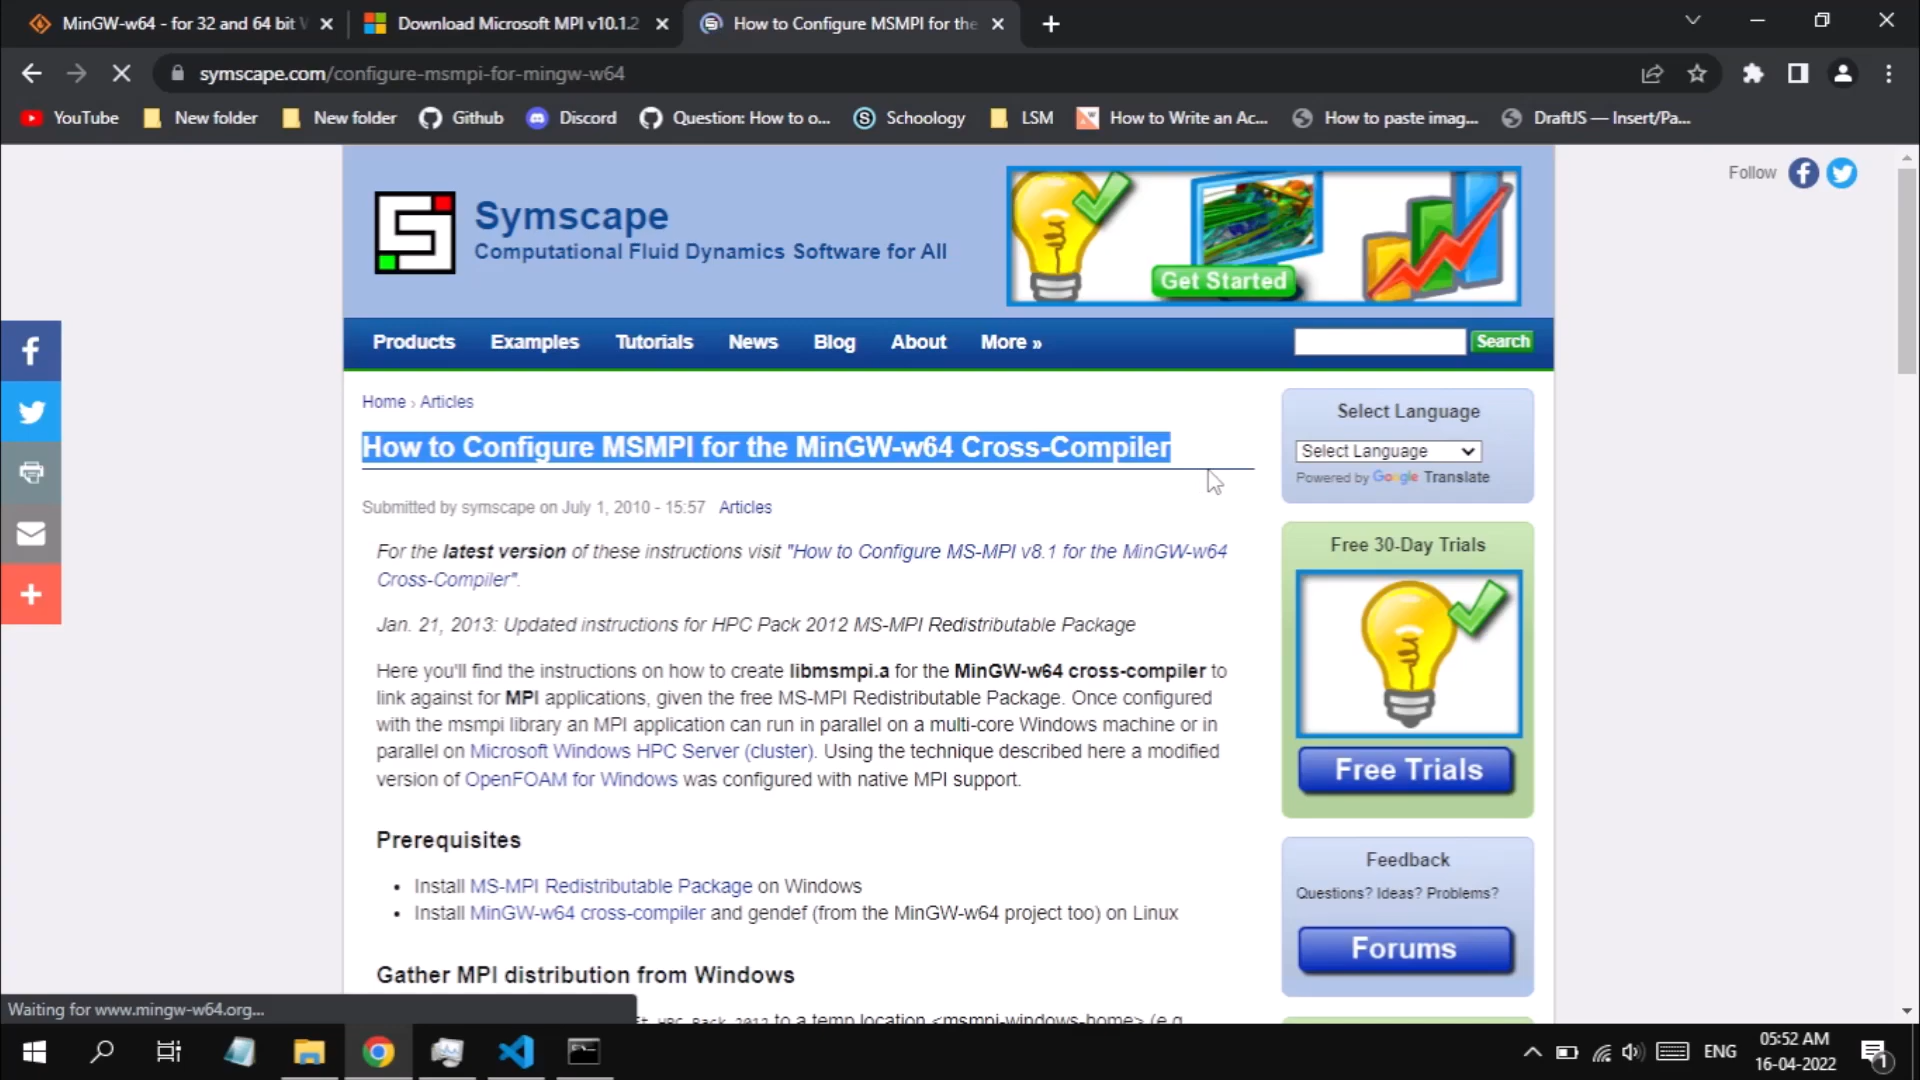 MinGW-w64 - for 32 and 64 bit
Download Microsoft MPI v10.1.2
How to Configure MSMPI for the
symscape.com/configure-msmpi-for-mingw-w64
YouTube
New folder
New folder
Github
Discord
Question: How to o...
Schoology
LSM
How to Write an Ac...
How to paste imag...
DraftJS — Insert/Pa...
Follow
Symscape
Computational Fluid Dynamics Software for All
Get Started
Products
Examples
Tutorials
News
Blog
About
More »
Search
Home › Articles
How to Configure MSMPI for the MinGW-w64 Cross-Compiler
Submitted by symscape on July 1, 2010 - 15:57 Articles
For the latest version of these instructions visit "How to Configure MS-MPI v8.1 for the MinGW-w64
Cross-Compiler".
Jan. 21, 2013: Updated instructions for HPC Pack 2012 MS-MPI Redistributable Package
Here you'll find the instructions on how to create libmsmpi.a for the MinGW-w64 cross-compiler to
link against for MPI applications, given the free MS-MPI Redistributable Package. Once configured
with the msmpi library an MPI application can run in parallel on a multi-core Windows machine or in
parallel on Microsoft Windows HPC Server (cluster). Using the technique described here a modified
version of OpenFOAM for Windows was configured with native MPI support.
Prerequisites
• Install MS-MPI Redistributable Package on Windows
• Install MinGW-w64 cross-compiler and gendef (from the MinGW-w64 project too) on Linux
Gather MPI distribution from Windows
HPC Pack 2012 to a temp location <msmpi-windows-home> (e.g.
Select Language
Select Language
Powered by Google Translate
Free 30-Day Trials
Free Trials
Feedback
Questions? Ideas? Problems?
Forums
Waiting for www.mingw-w64.org...
ENG
05:52 AM
16-04-2022
1